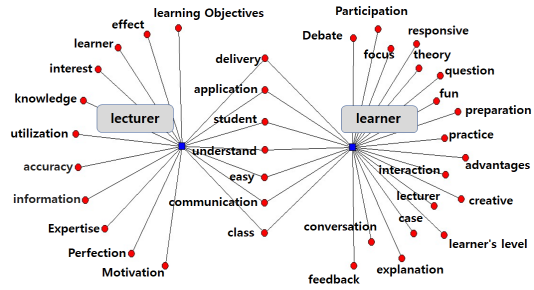 learning Objectives
Participation
effect
Debate
responsive
learner
focus
theory
delivery
interest
question
application
fun
knowledge
lecturer
learner
preparation
student
utilization
practice
understand
accuracy
interaction
advantages
easy
information
communication
lecturer
creative
case
Expertise
class
conversation
learner's level
Perfection
Motivation
explanation
feedback